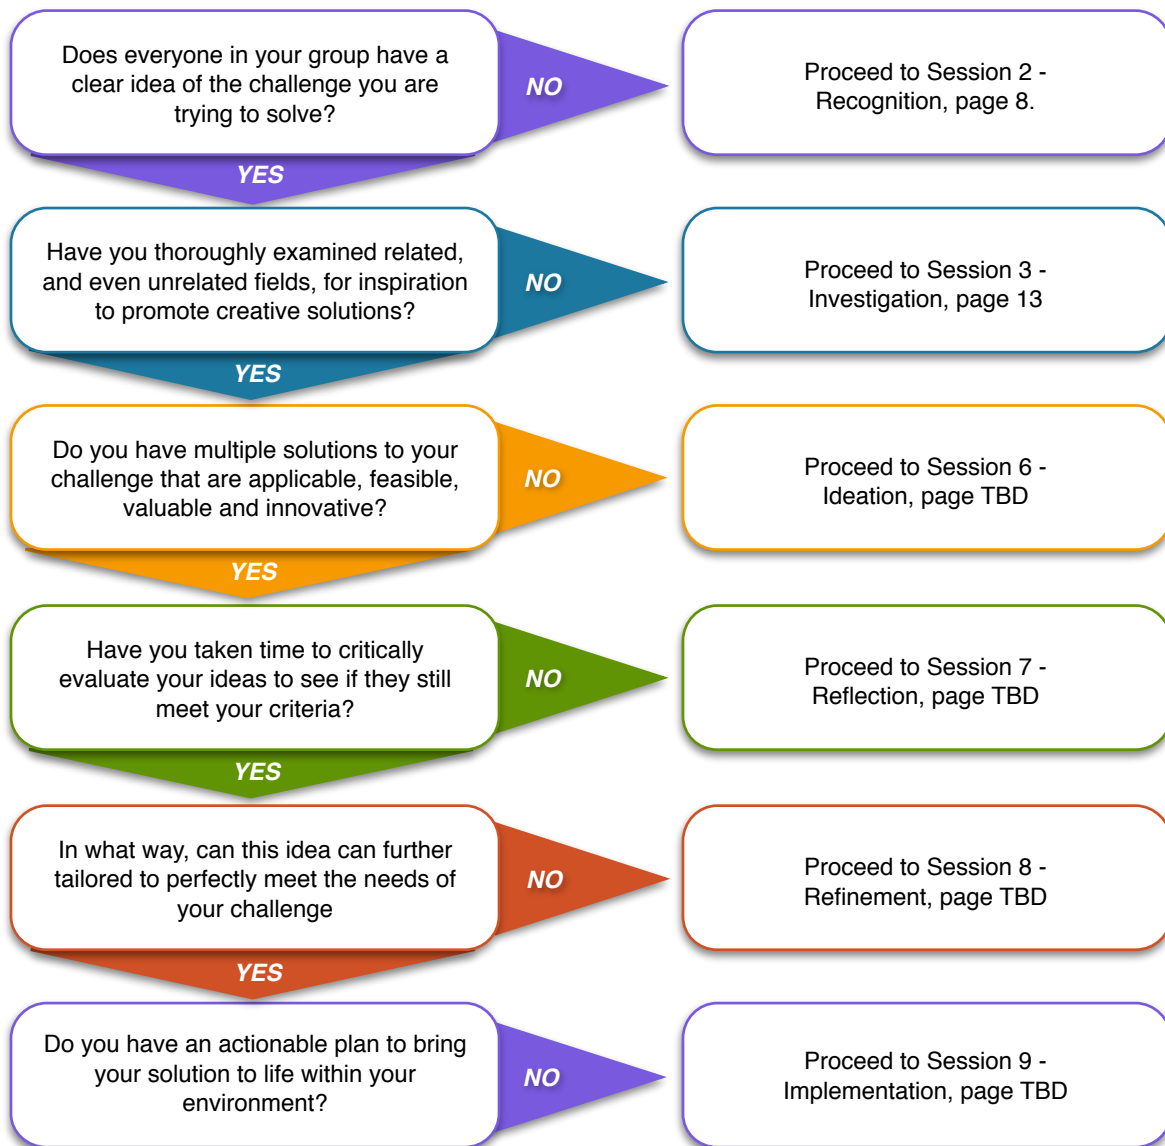 Does everyone in your group have a
clear idea of the challenge you are
trying to solve?
NO
Proceed to Session 2 -
Recognition, page 8.
YES
Have you thoroughly examined related,
and even unrelated fields, for inspiration
to promote creative solutions?
NO
Proceed to Session 3 -
Investigation, page 13
YES
Do you have multiple solutions to your
challenge that are applicable, feasible,
valuable and innovative?
NO
Proceed to Session 6 -
Ideation, page TBD
YES
Have you taken time to critically
evaluate your ideas to see if they still
meet your criteria?
NO
Proceed to Session 7 -
Reflection, page TBD
YES
In what way, can this idea can further
tailored to perfectly meet the needs of
your challenge
NO
Proceed to Session 8 -
Refinement, page TBD
YES
Do you have an actionable plan to bring
your solution to life within your
environment?
NO
Proceed to Session 9 -
Implementation, page TBD